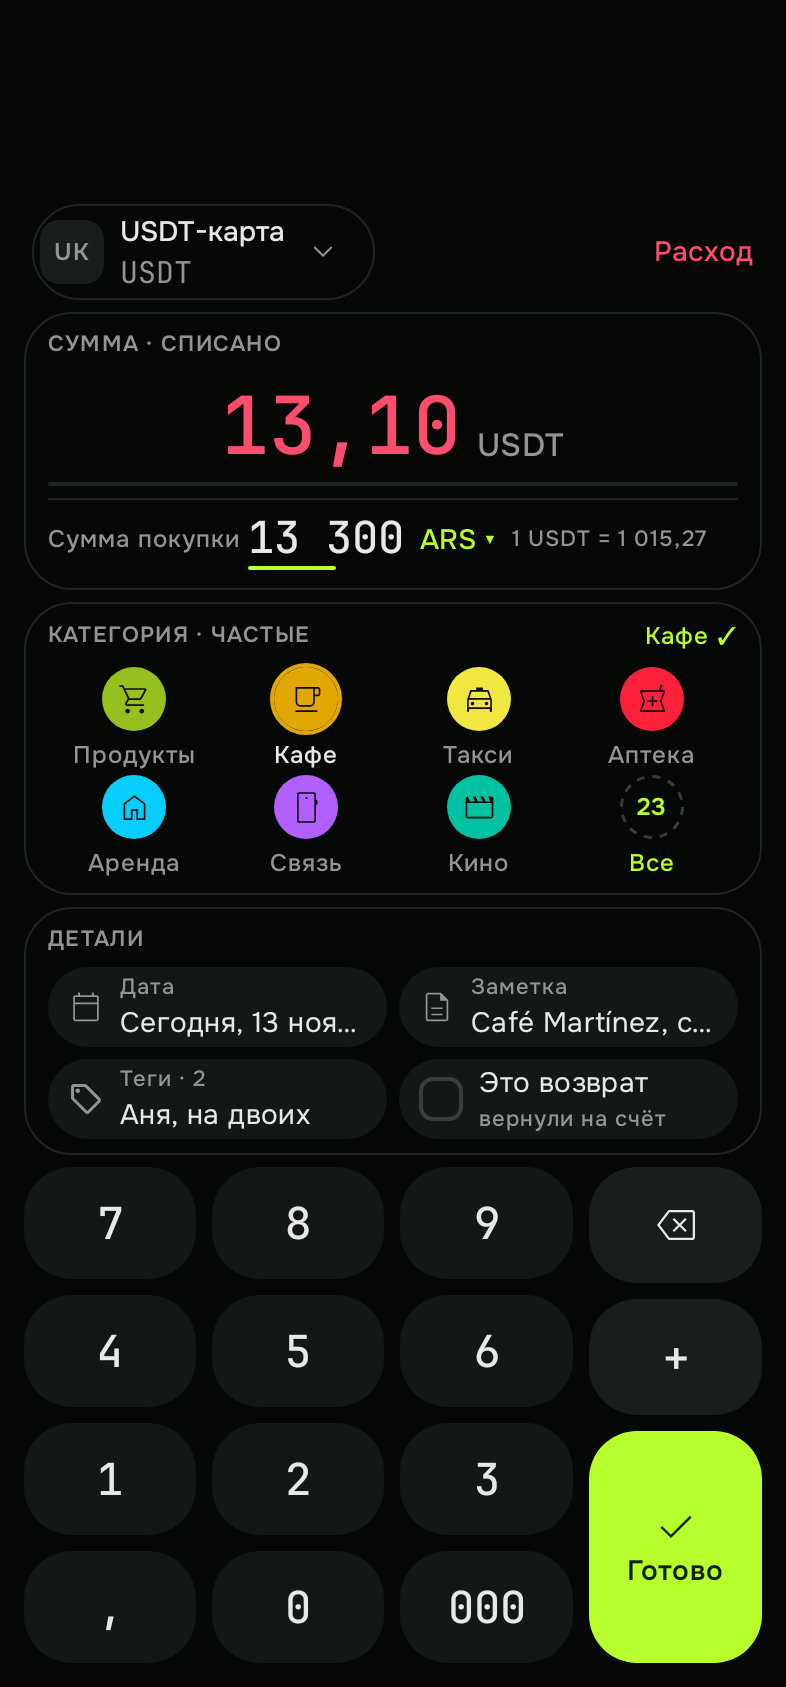 UK
USDT-карта
USDT
Расход
СУММА · СПИСАНО
13,10 USDT
Сумма покупки 13 300 ARS ▾ 1 USDT = 1 015,27
КАТЕГОРИЯ · ЧАСТЫЕ
Кафе ✓
Продукты
Кафе
Такси
Аптека
23
Аренда
Связь
Кино
Все
ДЕТАЛИ
Дата
Сегодня, 13 ноя...
Заметка
Café Martínez, с...
Теги · 2
Аня, на двоих
Это возврат
вернули на счёт
7 8 9
4 5 6 +
1 2 3
Готово
, 0 000